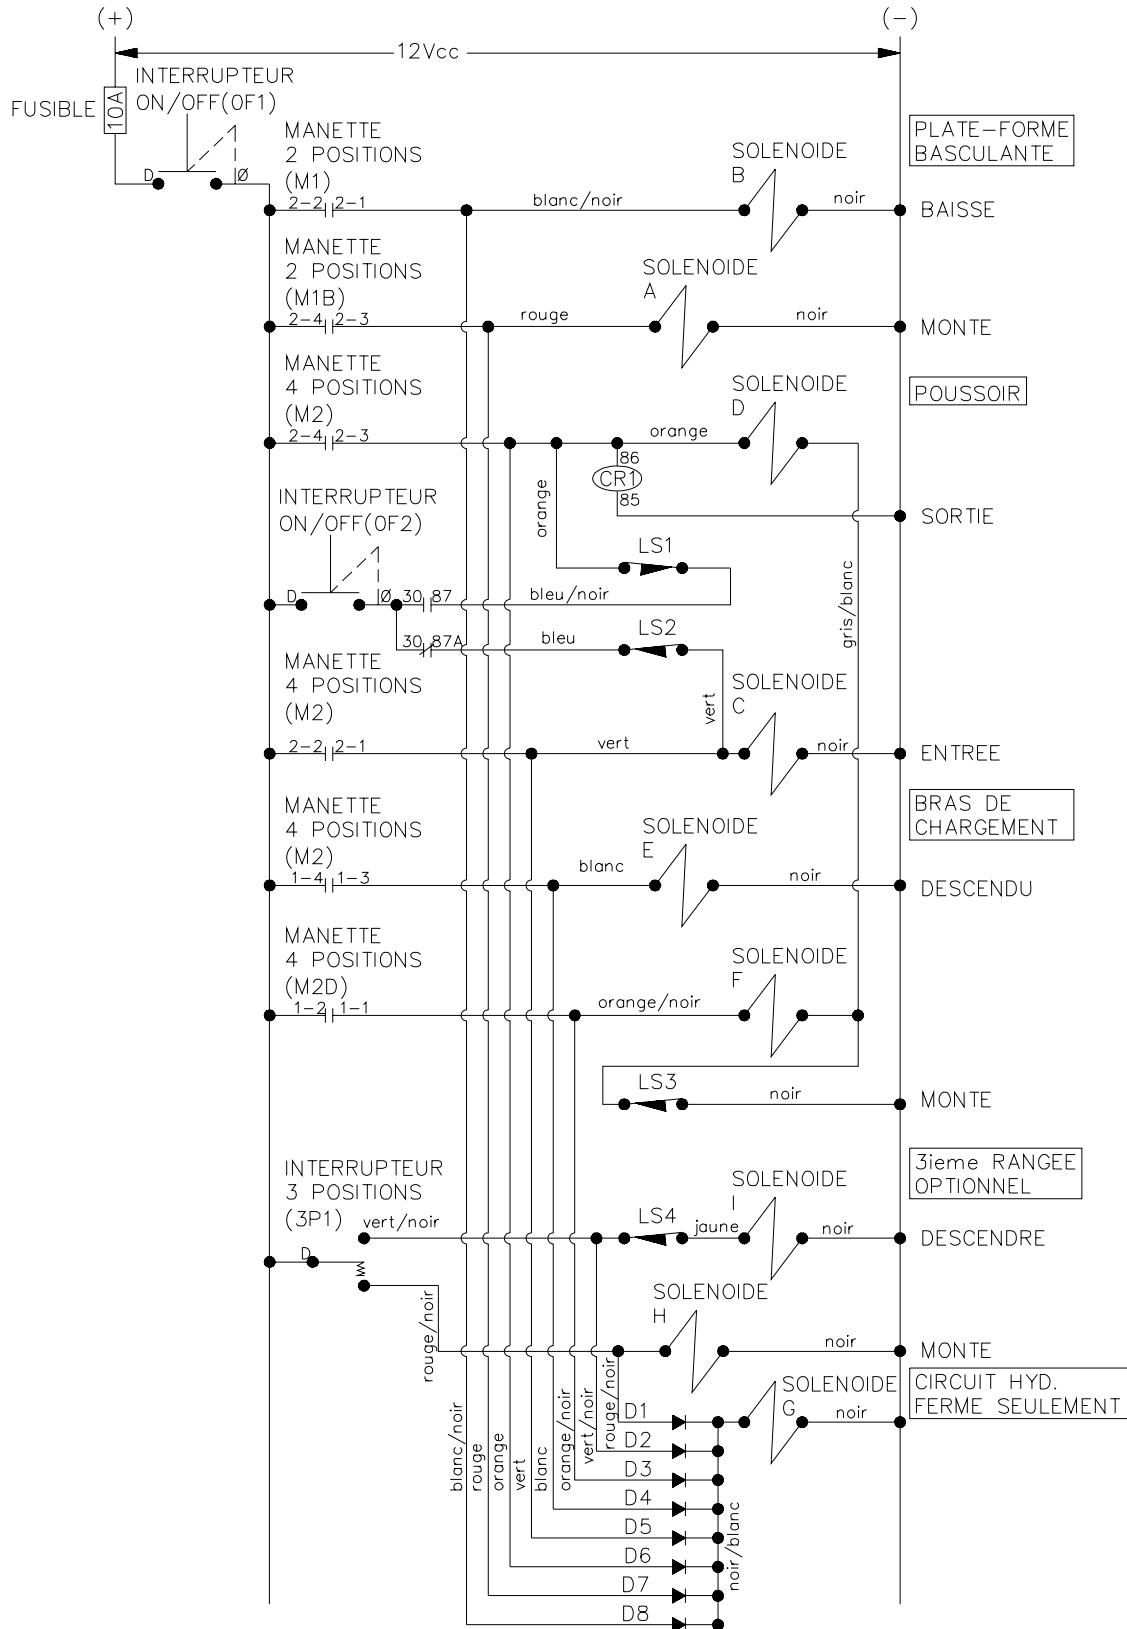 (+)
(-)
12Vcc
INTERRUPTEUR
ON/OFF(OF1)
FUSIBLE
10A
D
Ø
MANETTE
2 POSITIONS
(M1)
2-2
2-1
blanc/noir
SOLENOIDE
B
noir
PLATE-FORME
BASCULANTE
BAISSE
MANETTE
2 POSITIONS
(M1B)
2-4
2-3
rouge
SOLENOIDE
A
noir
MONTE
MANETTE
4 POSITIONS
(M2)
2-4
2-3
orange
SOLENOIDE
D
POUSSOIR
86
CR1
85
orange
SORTIE
INTERRUPTEUR
ON/OFF(OF2)
D
Ø
LS1
30
87
bleu/noir
gris/blanc
30
87A
bleu
LS2
vert
MANETTE
4 POSITIONS
(M2)
2-2
2-1
vert
SOLENOIDE
C
noir
ENTREE
MANETTE
4 POSITIONS
(M2)
1-4
1-3
blanc
SOLENOIDE
E
noir
BRAS DE
CHARGEMENT
DESCENDU
MANETTE
4 POSITIONS
(M2D)
1-2
1-1
orange/noir
SOLENOIDE
F
LS3
noir
MONTE
INTERRUPTEUR
3 POSITIONS
(3P1)
D
vert/noir
LS4
jaune
SOLENOIDE
I
noir
3ieme RANGEE
OPTIONNEL
DESCENDRE
rouge/noir
SOLENOIDE
H
noir
MONTE
CIRCUIT HYD.
FERME SEULEMENT
SOLENOIDE
G
noir
blanc/noir
rouge
orange
vert
blanc
orange/noir
vert/noir
rouge/noir
D1
D2
D3
D4
D5
D6
D7
D8
noir/blanc